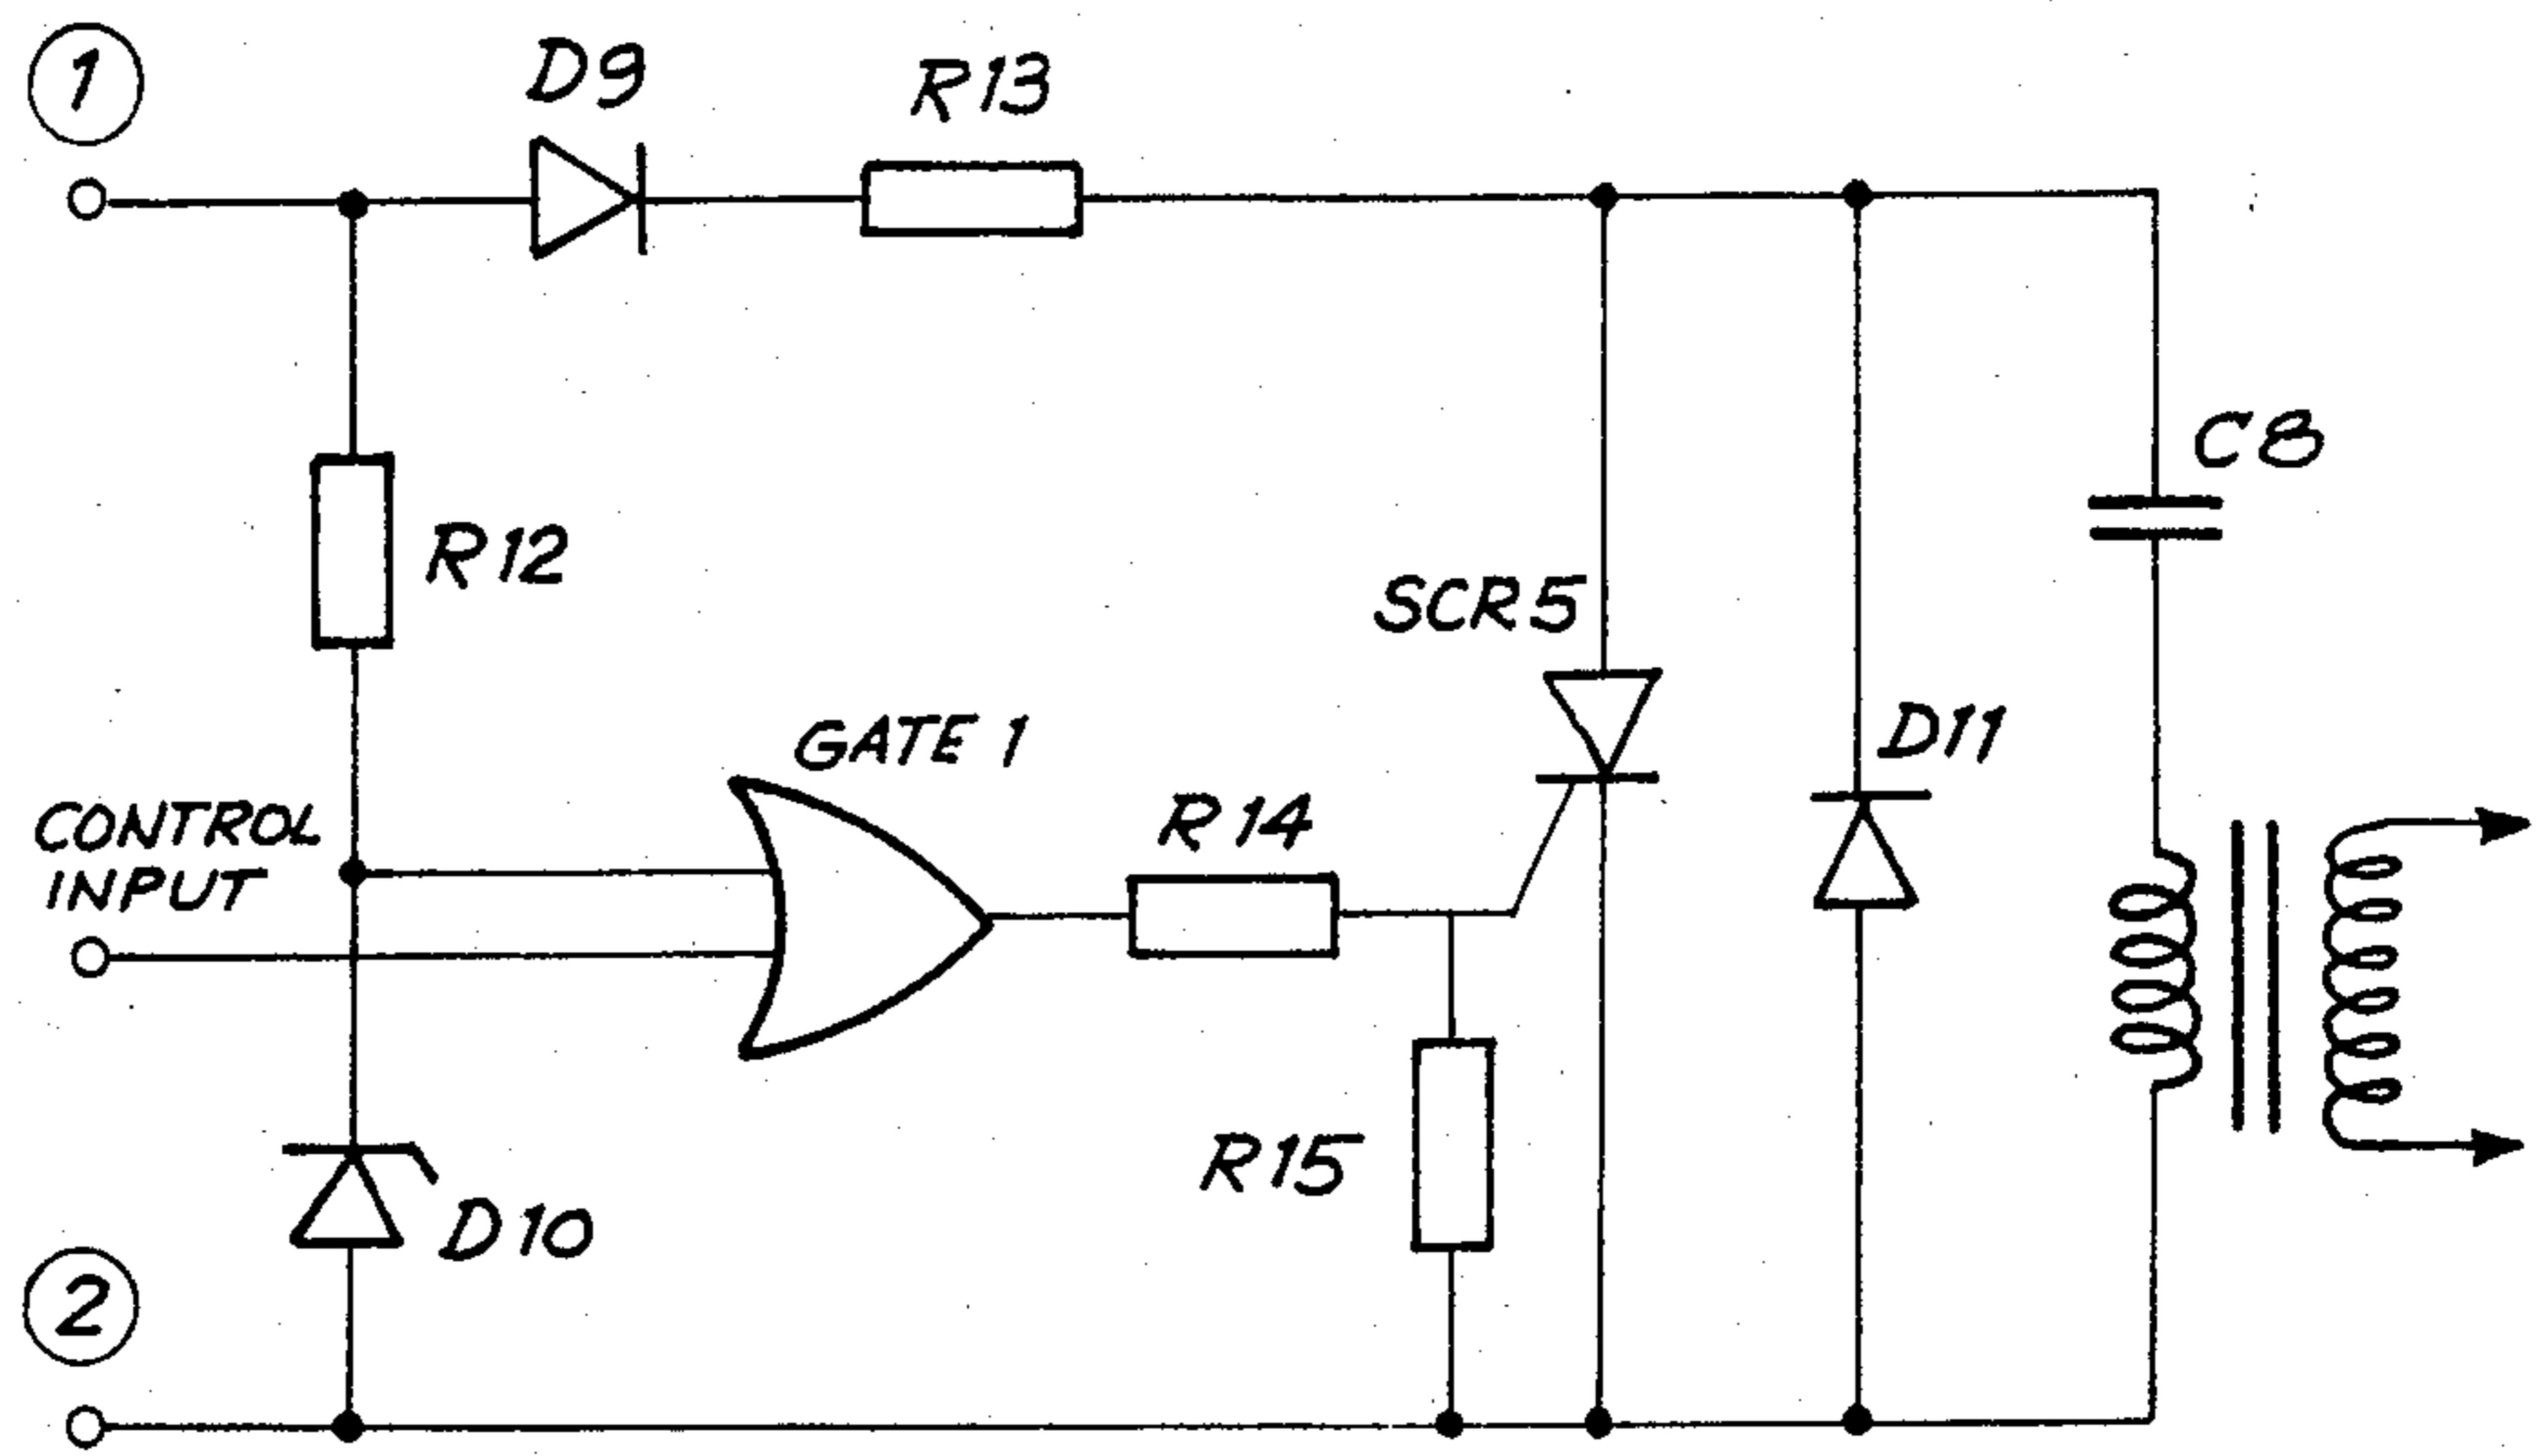 1
D9
R13
C8
R12
SCR5
D11
GATE 1
R14
CONTROL
INPUT
R15
D10
2